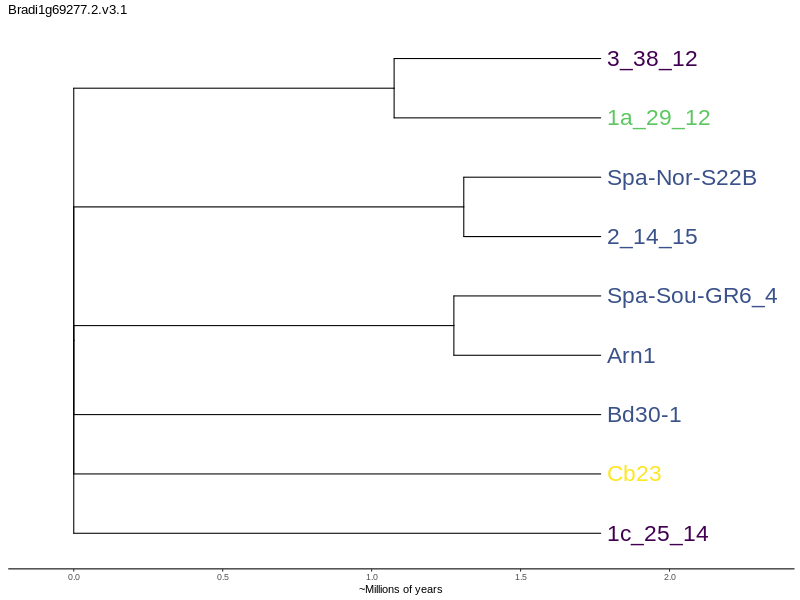 Bradi1g69277.2.v3.1
3_38_12
1a_29_12
Spa-Nor-S22B
2_14_15
Spa-Sou-GR6_4
Arn1
Bd30-1
Cb23
1c_25_14
0.0 0.5 1.0 1.5 2.0
~Millions of years